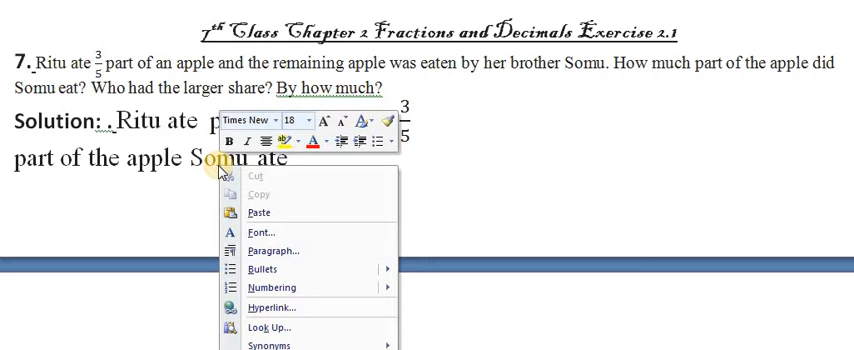 7th Class Chapter 2 Fractions and Decimals Exercise 2.1
7. Ritu ate 3/5 part of an apple and the remaining apple was eaten by her brother Somu. How much part of the apple did
Somu eat? Who had the larger share? By how much?
Solution: . Ritu ate p 3/5
part of the apple Somu ate
Times New 18 A A A
B I ab A
Cut
Copy
Paste
A Font...
Paragraph...
Bullets
Numbering
Hyperlink...
Look Up...
Synonyms